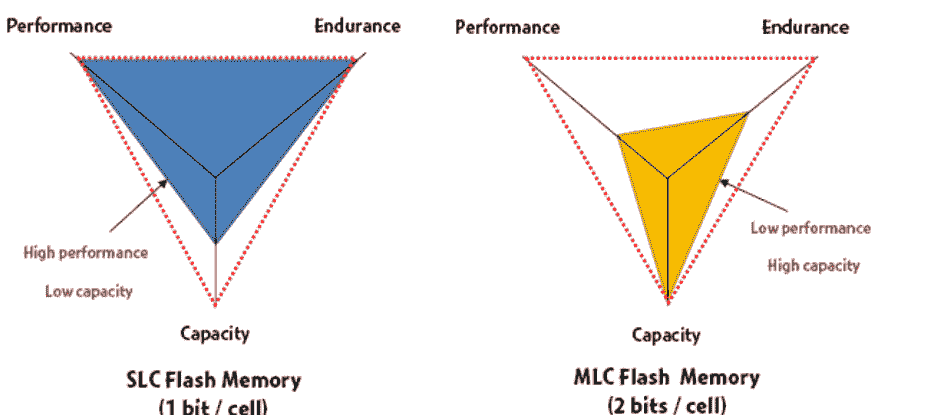 Performance
Endurance
High performance
Low capacity
Capacity
SLC Flash Memory
(1 bit / cell)
Performance
Endurance
Low performance
High capacity
Capacity
MLC Flash Memory
(2 bits / cell)